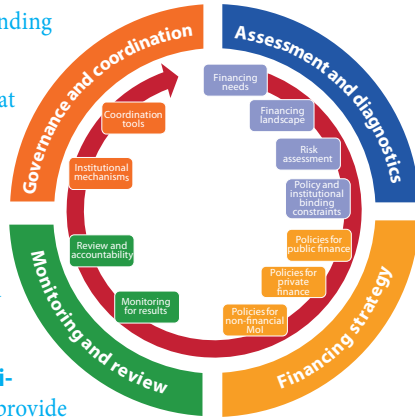 nding
at
i-
provide
Governance and coordination
Assessment and diagnostics
Financing strategy
Monitoring and review
Financing
needs
Financing
landscape
Risk
assessment
Policy and
institutional
binding
constraints
Policies for
public finance
Policies for
private
finance
Policies for
non-financial
MoI
Monitoring
for results
Review and
accountability
Institutional
mechanisms
Coordination
tools